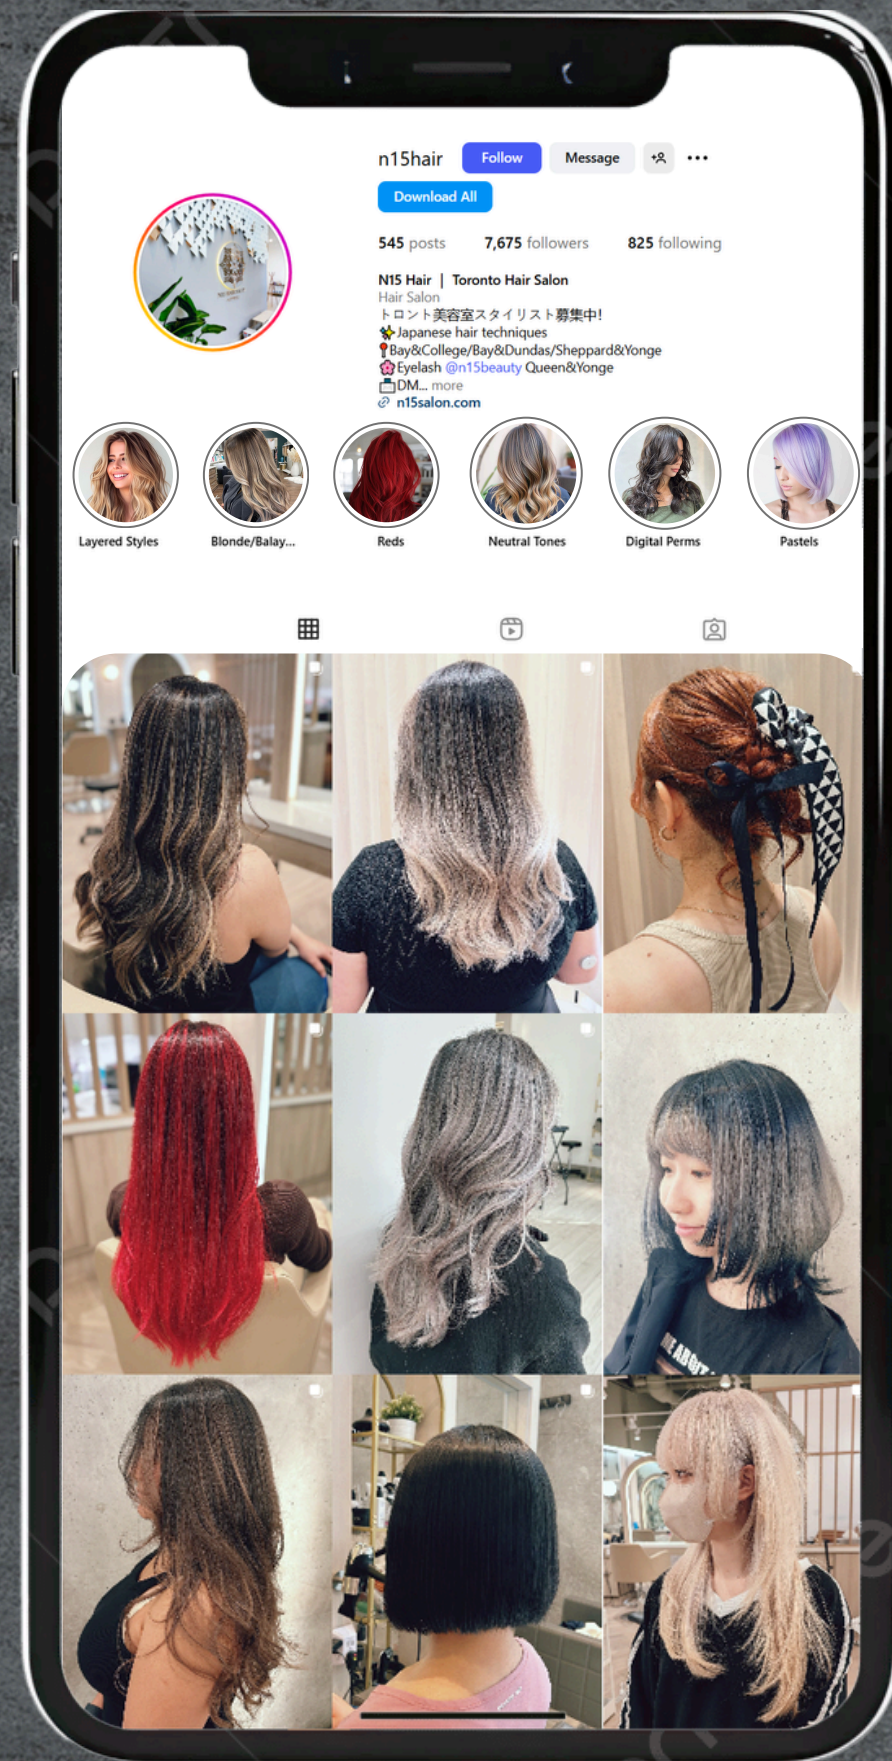 n15hair Follow Message
Download All
545 posts 7,675 followers 825 following
N15 Hair | Toronto Hair Salon
Hair Salon
トロント美容室スタイリスト募集中!
Japanese hair techniques
Bay&College/Bay&Dundas/Sheppard&Yonge
Eyelash @n15beauty Queen&Yonge
DM... more
n15salon.com
Layered Styles Blonde/Balay... Reds Neutral Tones Digital Perms Pastels